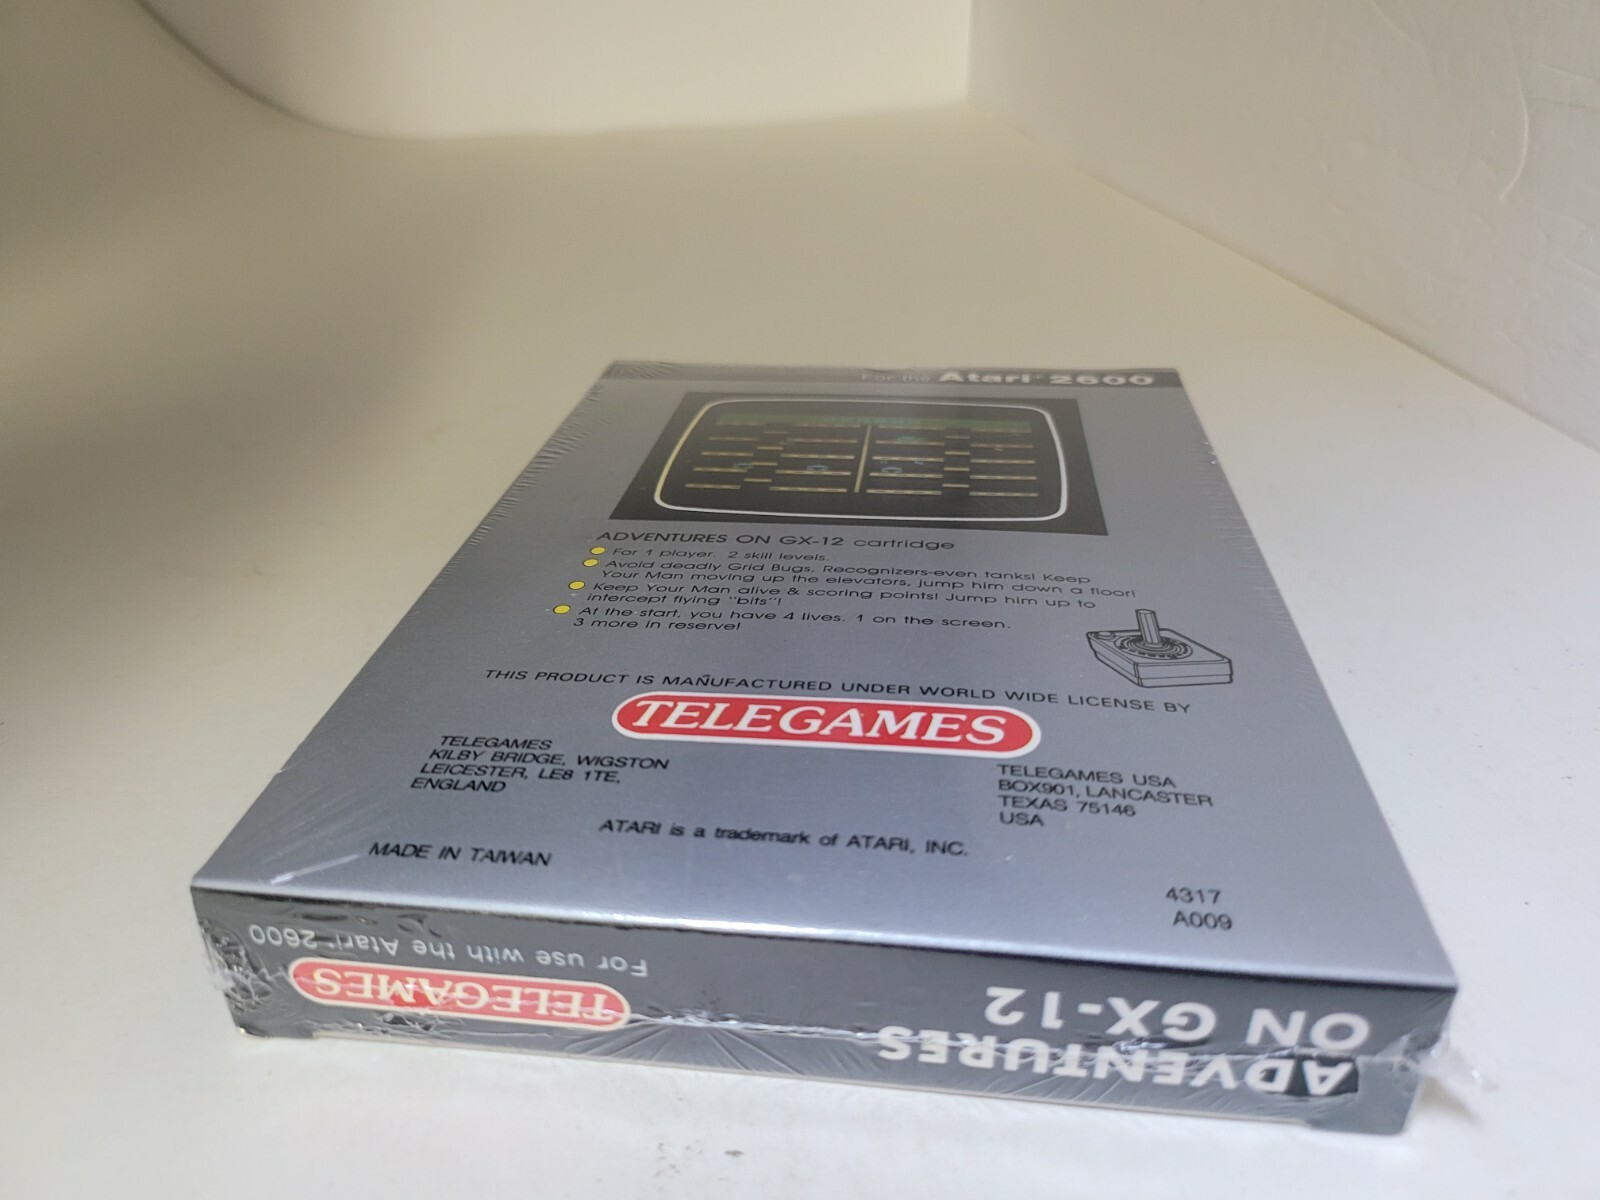 For the Atari® 2600
ADVENTURES ON GX-12 cartridge
For 1 player. 2 skill levels.
Avoid deadly Grid Bugs, Recognizers-even tanks! Keep
Your Man moving up the elevators, jump him down a floor!
Keep Your Man alive & scoring points! Jump him up to
intercept flying "bits"!
At the start, you have 4 lives. 1 on the screen.
3 more in reserve!
THIS PRODUCT IS MANUFACTURED UNDER WORLD WIDE LICENSE BY
TELEGAMES
TELEGAMES
KILBY BRIDGE, WIGSTON
LEICESTER, LE8 1TE,
ENGLAND
TELEGAMES USA
BOX901, LANCASTER
TEXAS 75146
USA
ATARI is a trademark of ATARI, INC.
MADE IN TAIWAN
4317
A009
ADVENTURES
ON GX-12
TELEGAMES
For use with the Atari® 2600